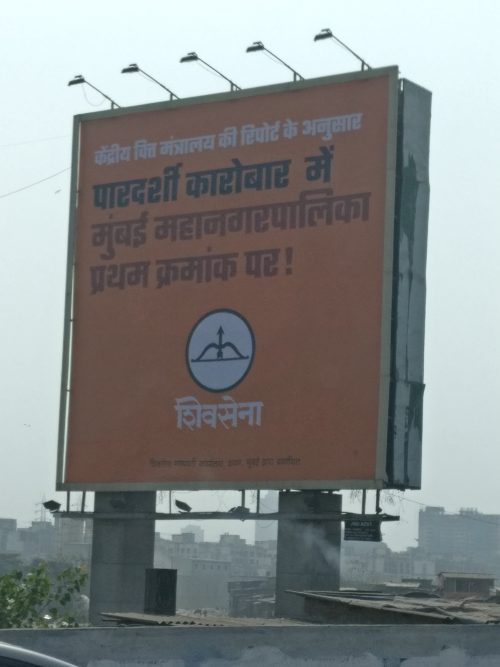 केंद्रीय वित्त मंत्रालय की रिपोर्ट के अनुसार
पारदर्शी कारोबार में
मुंबई महानगरपालिका
प्रथम क्रमांक पर!
शिवसेना